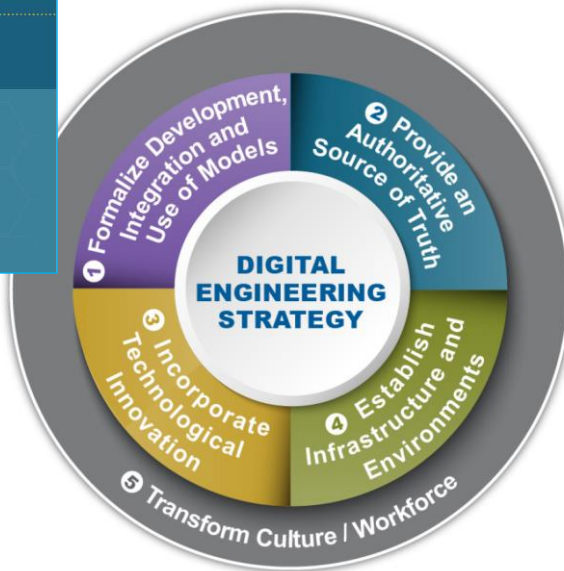 ❶ Formalize Development,
Integration and
Use of Models
❷ Provide an
Authoritative
Source of Truth
DIGITAL
ENGINEERING
STRATEGY
❸ Incorporate
Technological
Innovation
❹ Establish
Infrastructure and
Environments
❺ Transform Culture / Workforce